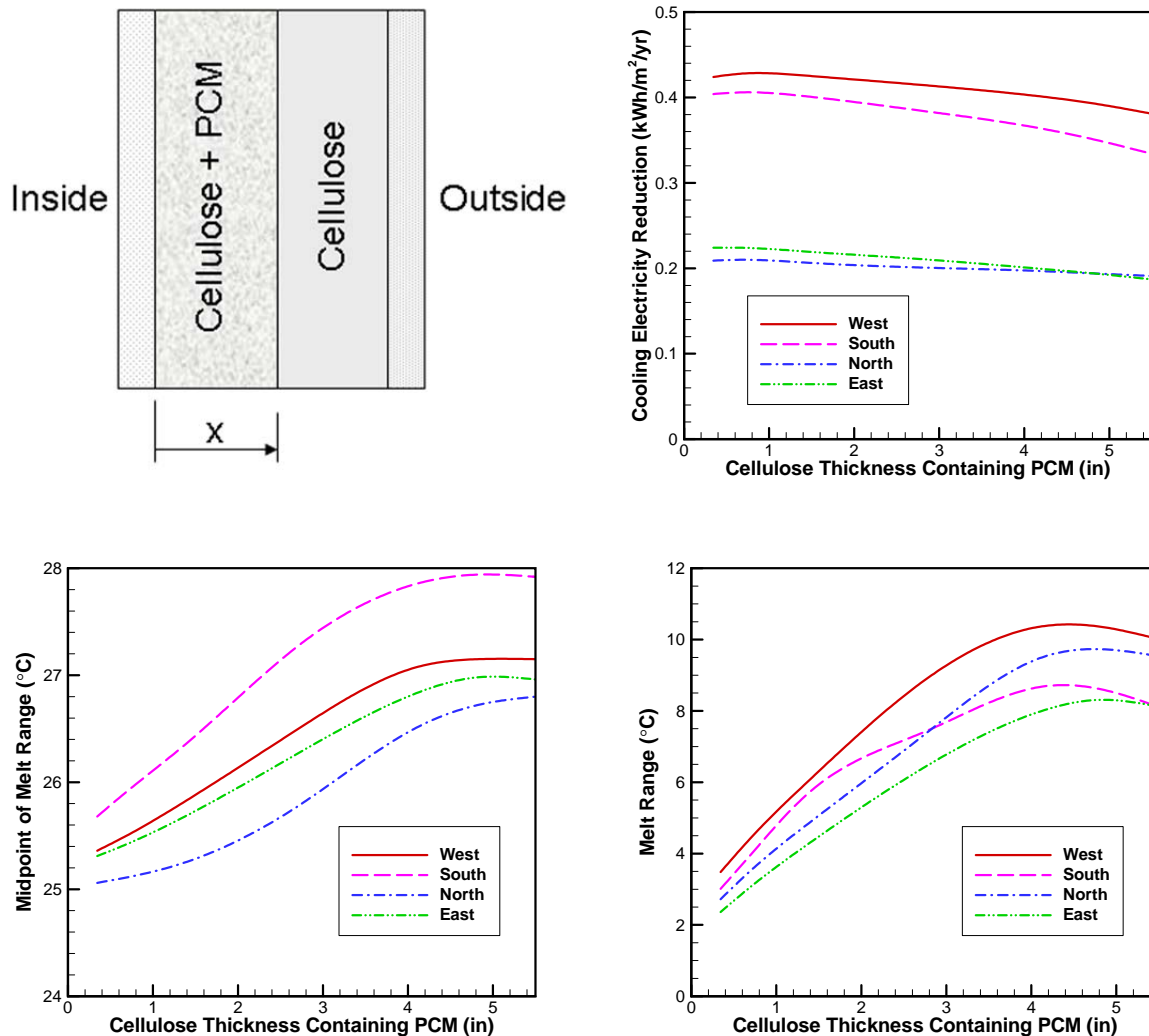 Inside
Cellulose + PCM
Cellulose
Outside
x
Cooling Electricity Reduction (kWh/m²/yr)
0.5
0.4
0.3
0.2
0.1
0
West
South
North
East
0 1 2 3 4 5
Cellulose Thickness Containing PCM (in)
Midpoint of Melt Range (°C)
28
27
26
25
24
West
South
North
East
0 1 2 3 4 5
Cellulose Thickness Containing PCM (in)
Melt Range (°C)
12
10
8
6
4
2
0
West
South
North
East
0 1 2 3 4 5
Cellulose Thickness Containing PCM (in)